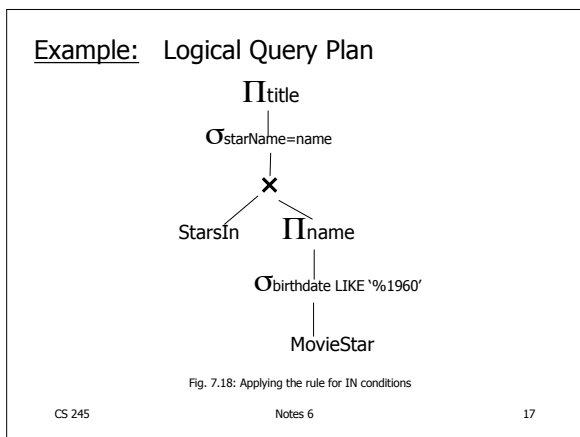 Example: Logical Query Plan
Πtitle
σstarName=name
×
StarsIn Πname
σbirthdate LIKE ‘%1960’
MovieStar
Fig. 7.18: Applying the rule for IN conditions
CS 245 Notes 6 17